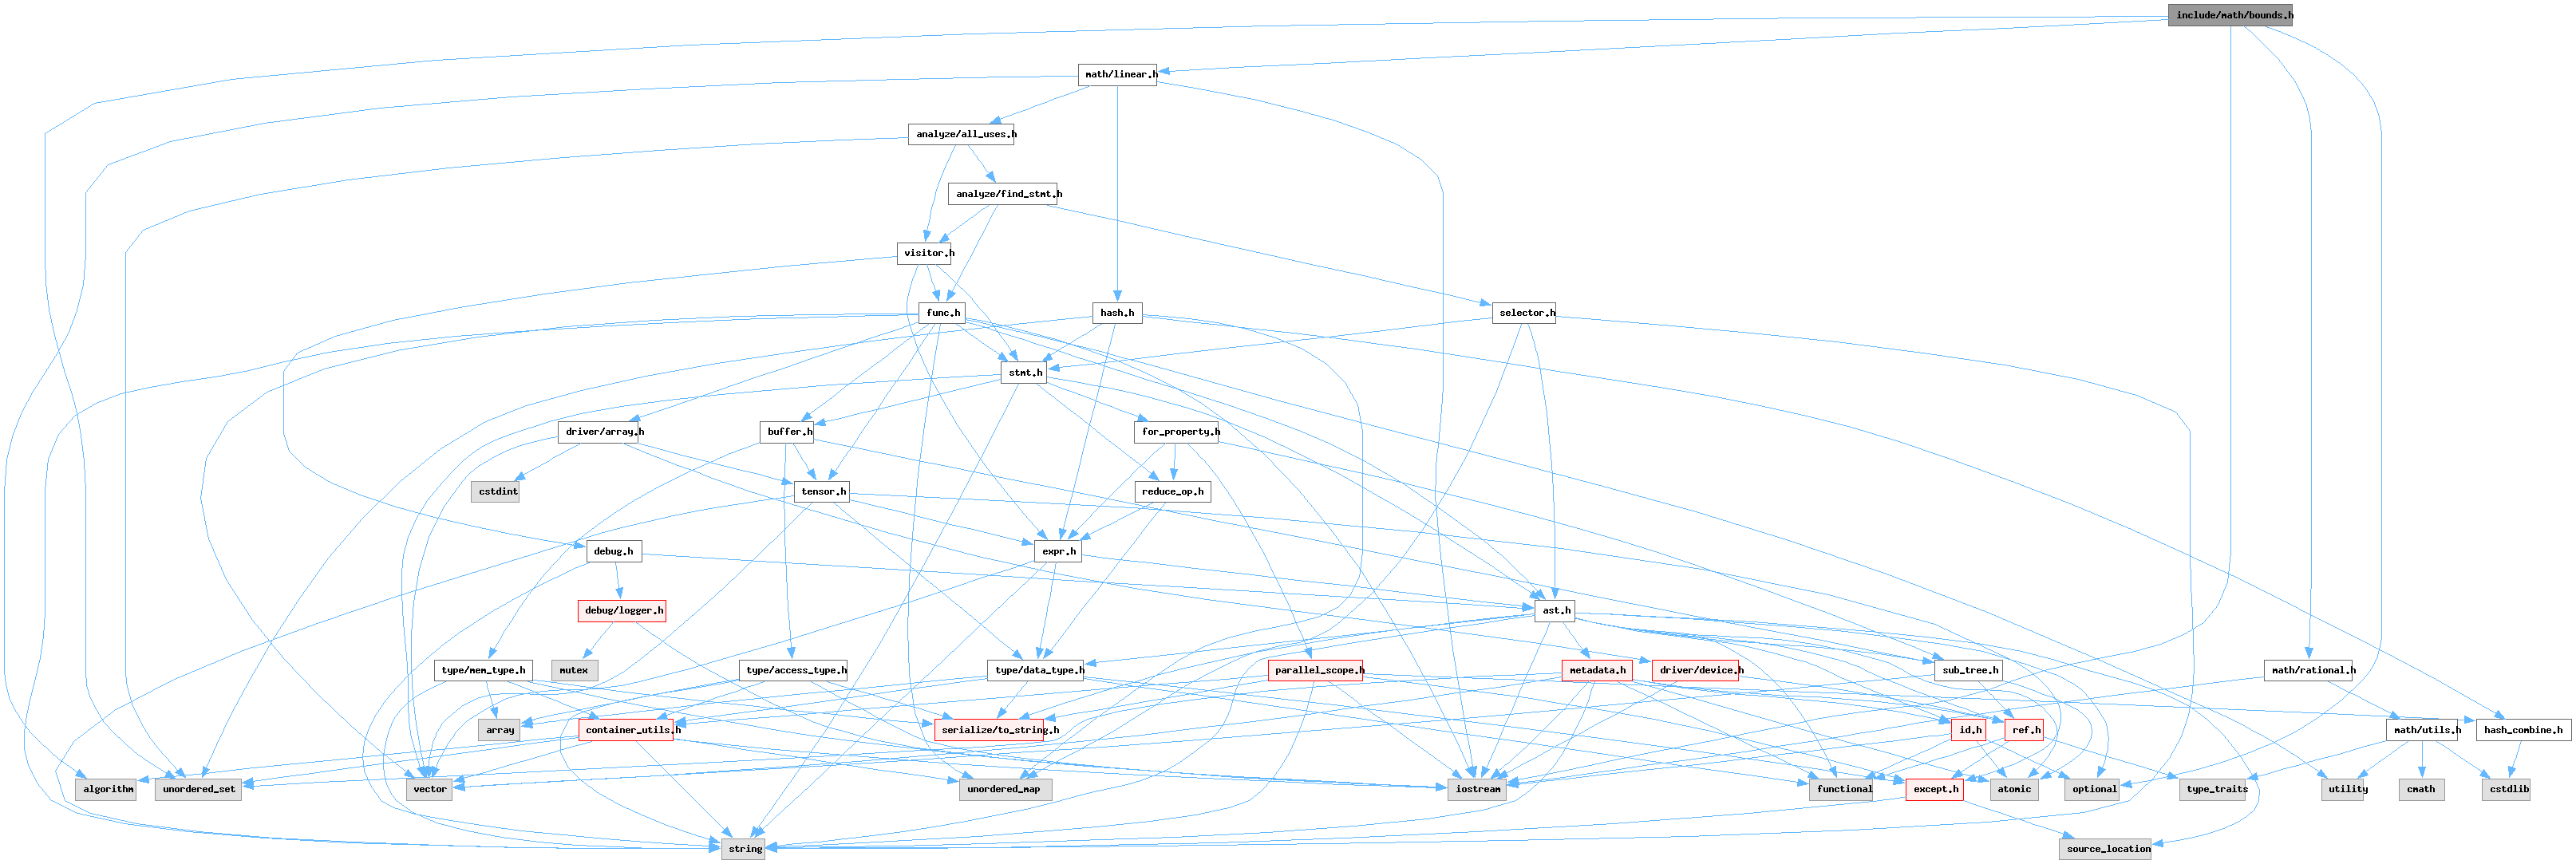 include/math/bounds.h
math/linear.h
analyze/all_uses.h
analyze/find_stmt.h
visitor.h
func.h
hash.h
selector.h
stmt.h
driver/array.h
buffer.h
for_property.h
cstdint
tensor.h
reduce_op.h
debug.h
expr.h
debug/logger.h
ast.h
mutex
type/mem_type.h
type/access_type.h
type/data_type.h
parallel_scope.h
metadata.h
driver/device.h
sub_tree.h
math/rational.h
array
container_utils.h
serialize/to_string.h
id.h
ref.h
math/utils.h
hash_combine.h
algorithm
unordered_set
vector
unordered_map
iostream
functional
except.h
atomic
optional
type_traits
utility
cmath
cstdlib
string
source_location